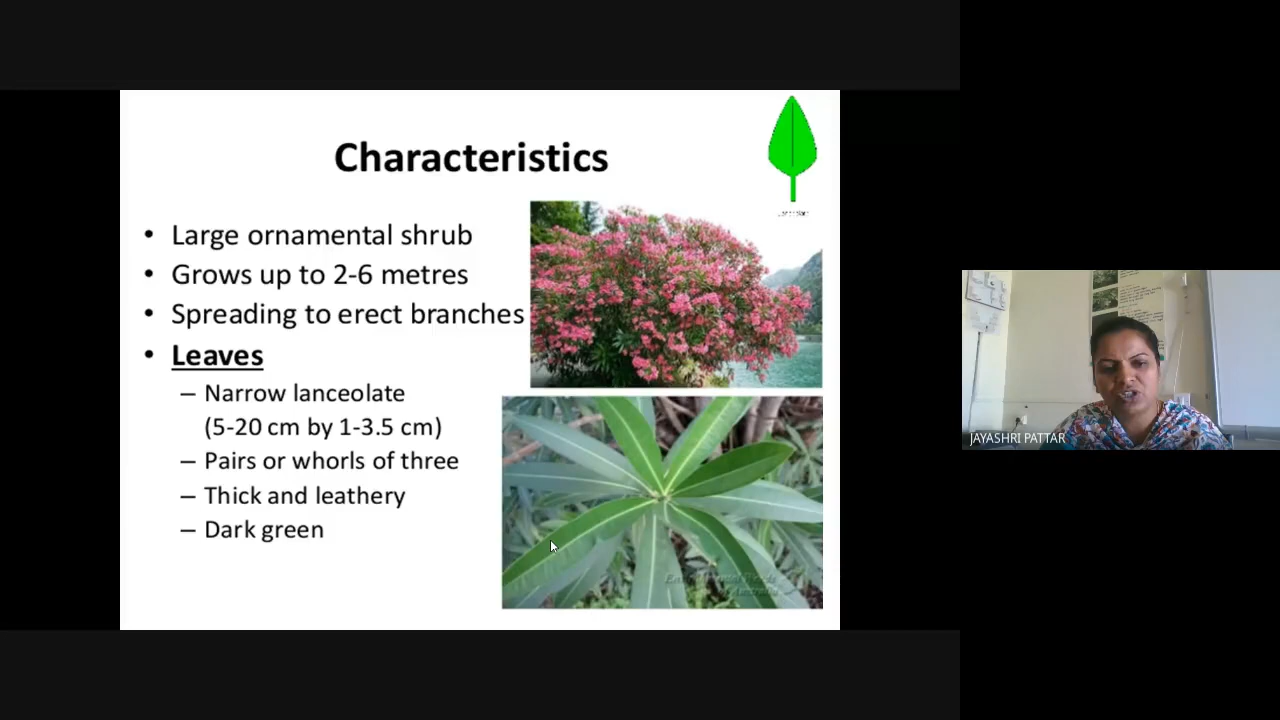 Characteristics
• Large ornamental shrub
• Grows up to 2-6 metres
• Spreading to erect branches
• Leaves
– Narrow lanceolate
(5-20 cm by 1-3.5 cm)
– Pairs or whorls of three
– Thick and leathery
– Dark green
JAYASHRI PATTAR